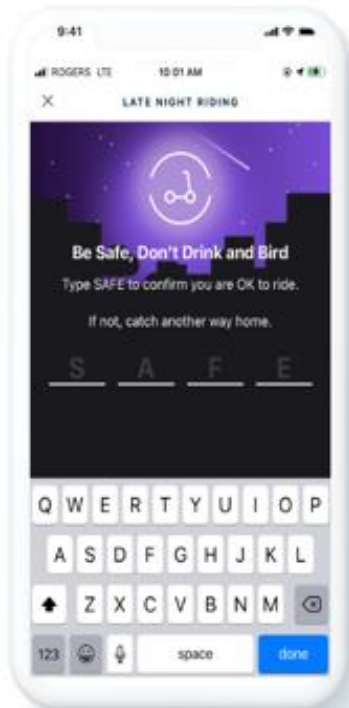 9:41
ROGERS LTE 10:01 AM
LATE NIGHT RIDING
Be Safe, Don't Drink and Bird
Type SAFE to confirm you are OK to ride.
If not, catch another way home.
S A F E
Q W E R T Y U I O P
A S D F G H J K L
Z X C V B N M
123 space done